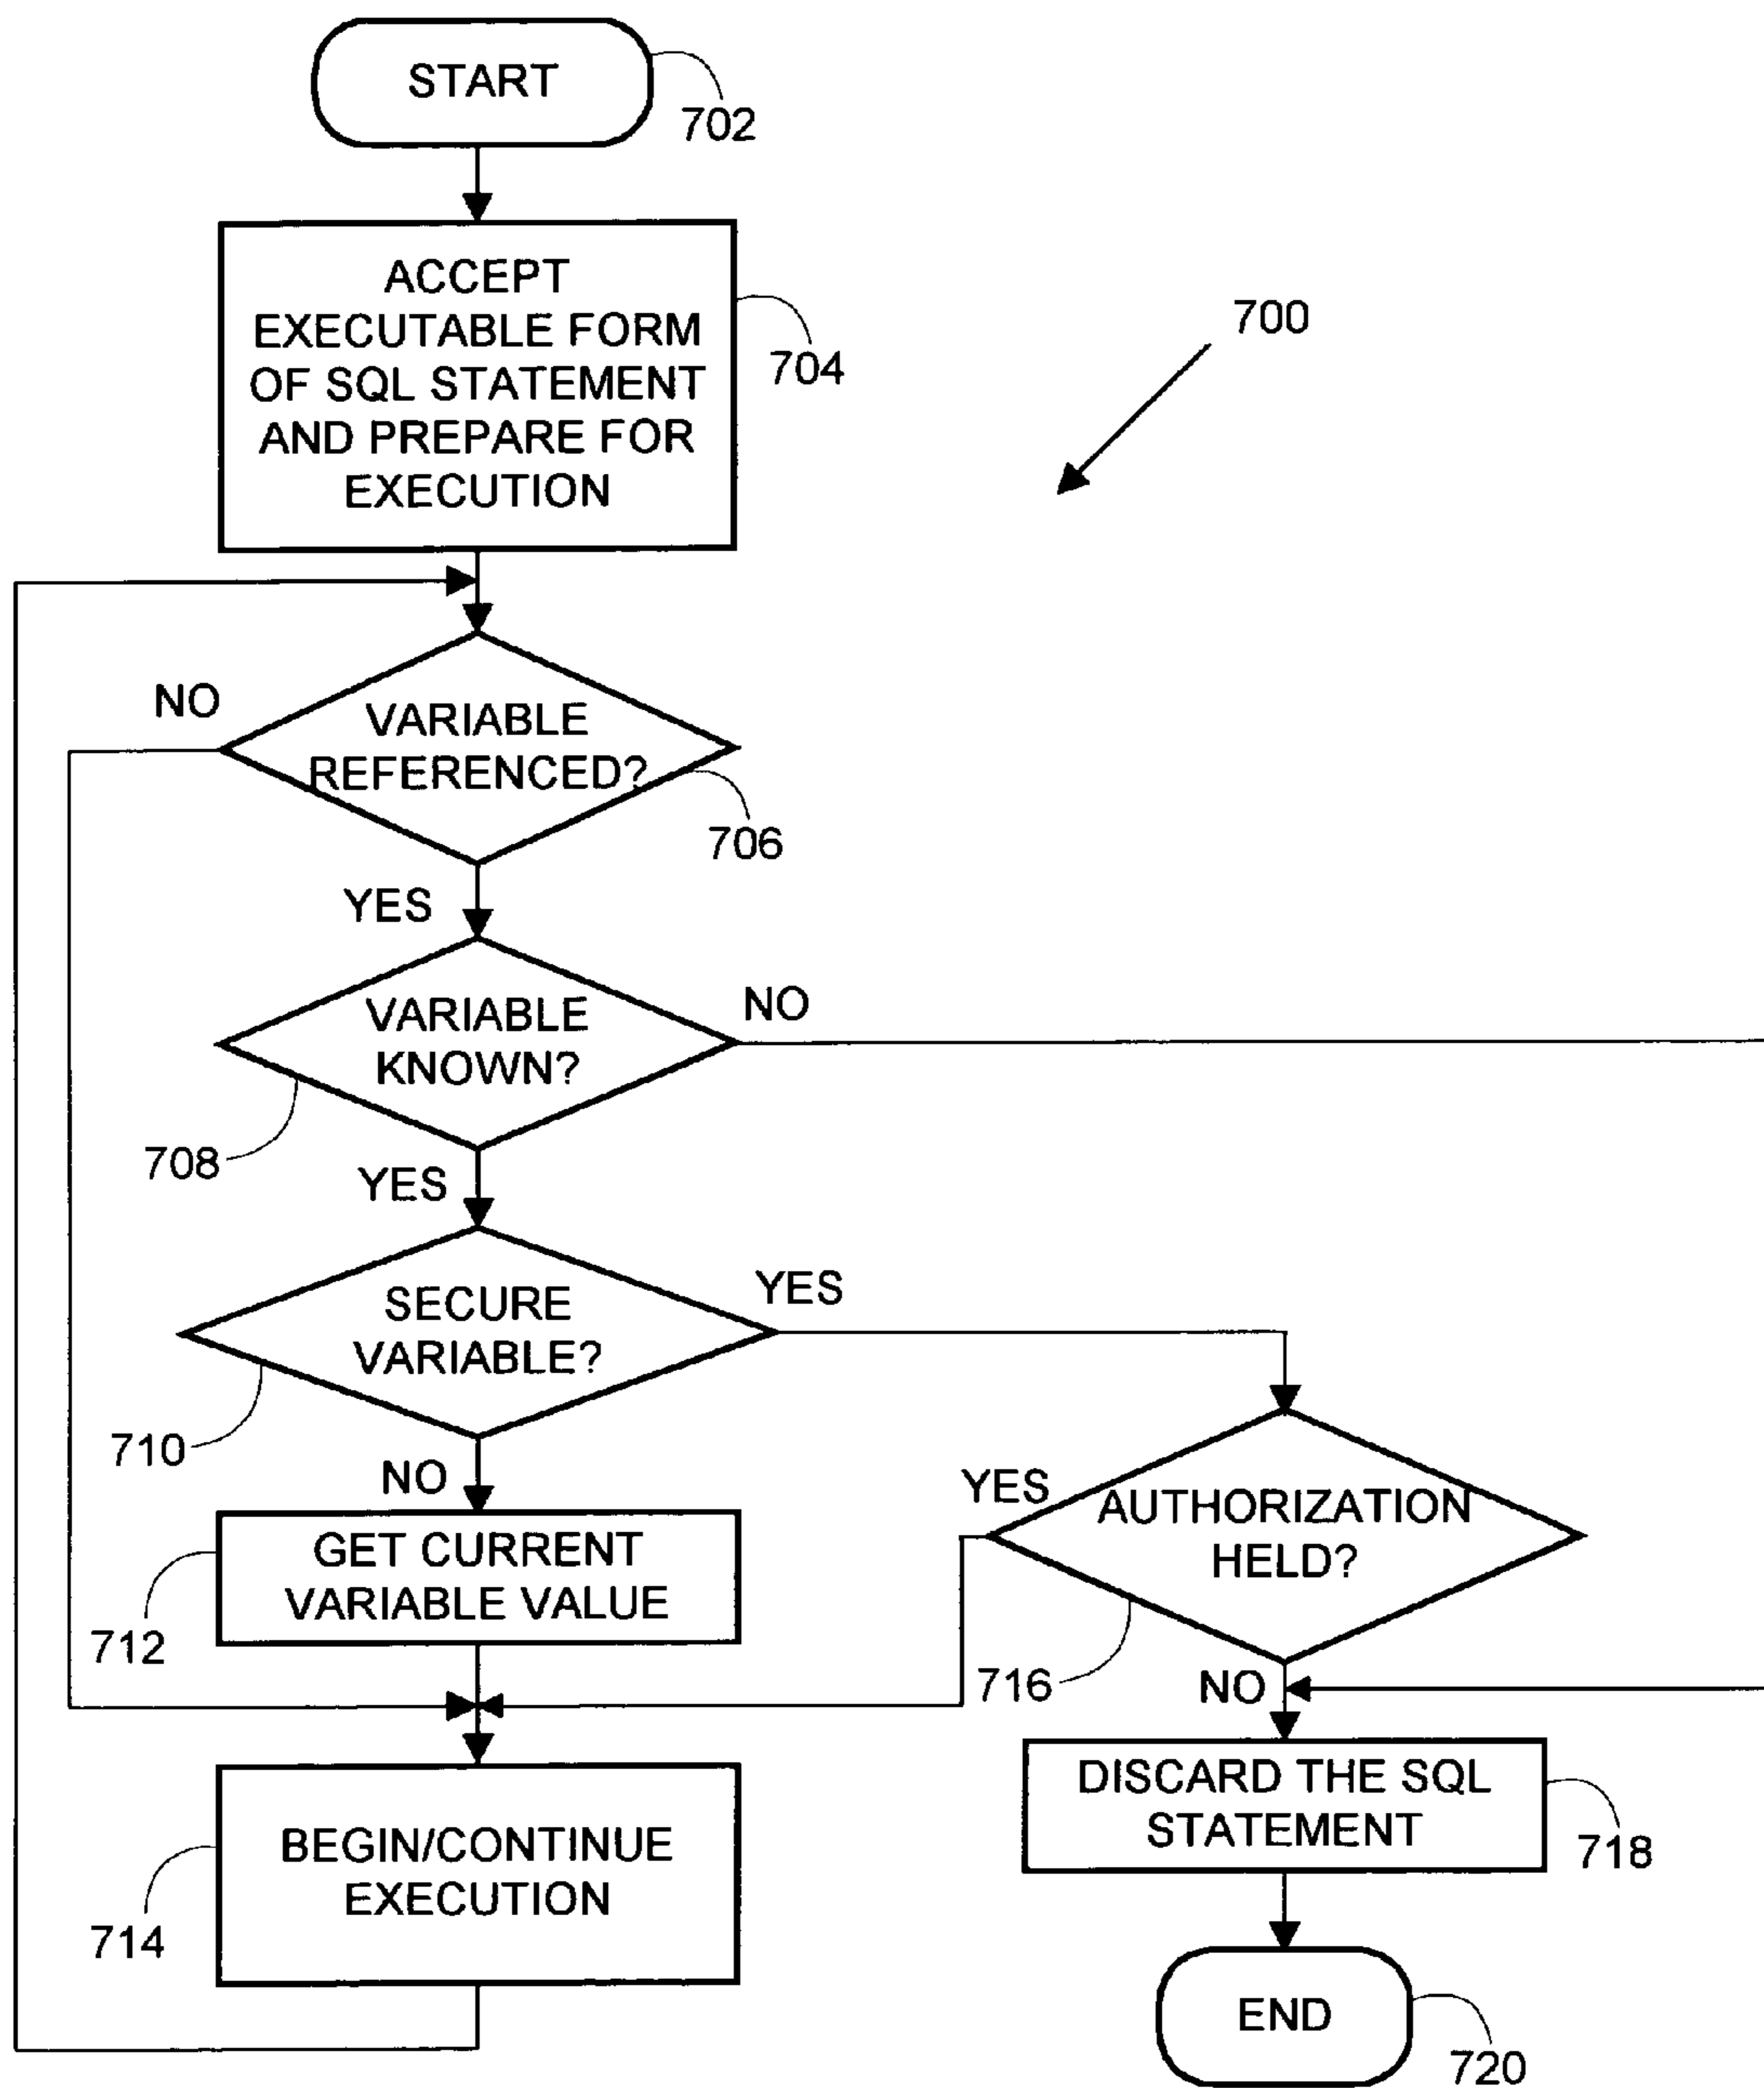 START
702
ACCEPT
EXECUTABLE FORM
OF SQL STATEMENT
AND PREPARE FOR
EXECUTION
704
700
NO
VARIABLE
REFERENCED?
706
YES
VARIABLE
KNOWN?
NO
708
YES
SECURE
VARIABLE?
YES
710
NO
GET CURRENT
VARIABLE VALUE
712
YES
AUTHORIZATION
HELD?
716
NO
BEGIN/CONTINUE
EXECUTION
714
DISCARD THE SQL
STATEMENT
718
END
720